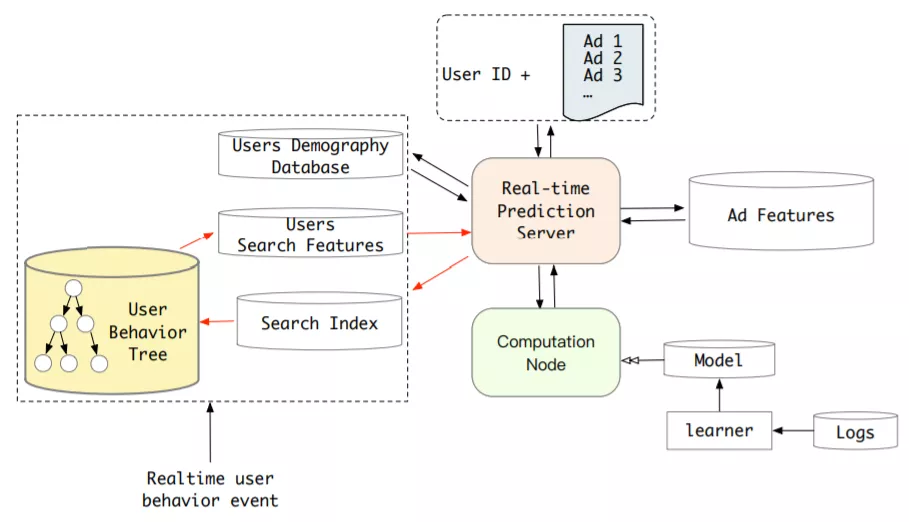 User ID +
Ad 1
Ad 2
Ad 3
…
Users Demography
Database
Users
Search Features
Search Index
User
Behavior
Tree
Real-time
Prediction
Server
Ad Features
Computation
Node
Model
learner
Logs
Realtime user
behavior event